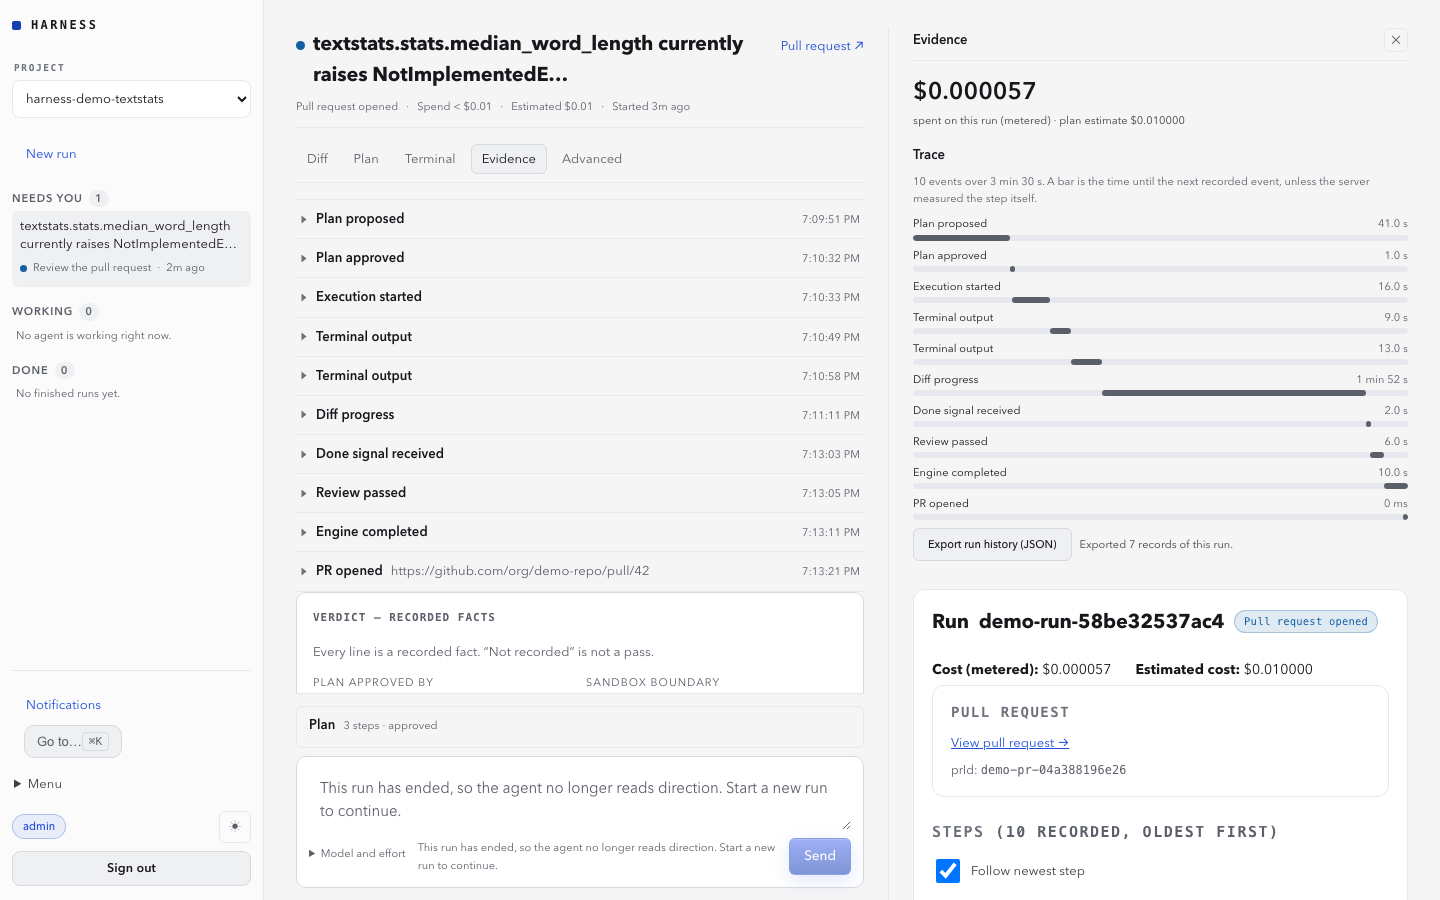 HARNESS
PROJECT
harness-demo-textstats
New run
NEEDS YOU 1
textstats.stats.median_word_length
currently raises NotImplementedE...
Review the pull request · 2m ago
WORKING 0
No agent is working right now.
DONE 0
No finished runs yet.
Notifications
Go to... ⌘K
Menu
admin
Sign out
textstats.stats.median_word_length currently
raises NotImplementedE...
Pull request ↗
Pull request opened · Spend < $0.01 · Estimated $0.01 · Started 3m ago
Diff Plan Terminal Evidence Advanced
Plan proposed 7:09:51 PM
Plan approved 7:10:32 PM
Execution started 7:10:33 PM
Terminal output 7:10:49 PM
Terminal output 7:10:58 PM
Diff progress 7:11:11 PM
Done signal received 7:13:03 PM
Review passed 7:13:05 PM
Engine completed 7:13:11 PM
PR opened https://github.com/org/demo-repo/pull/42 7:13:21 PM
VERDICT — RECORDED FACTS
Every line is a recorded fact. “Not recorded” is not a pass.
PLAN APPROVED BY SANDBOX BOUNDARY
Plan 3 steps · approved
This run has ended, so the agent no longer reads direction. Start a new run
to continue.
Model and effort
This run has ended, so the agent no longer reads direction. Start a new
run to continue.
Send
Evidence
$0.000057
spent on this run (metered) · plan estimate $0.010000
Trace
10 events over 3 min 30 s. A bar is the time until the next recorded event, unless the server
measured the step itself.
Plan proposed 41.0 s
Plan approved 1.0 s
Execution started 16.0 s
Terminal output 9.0 s
Terminal output 13.0 s
Diff progress 1 min 52 s
Done signal received 2.0 s
Review passed 6.0 s
Engine completed 10.0 s
PR opened 0 ms
Export run history (JSON) Exported 7 records of this run.
Run demo-run-58be32537ac4 Pull request opened
Cost (metered): $0.000057 Estimated cost: $0.010000
PULL REQUEST
View pull request →
prId: demo-pr-04a388196e26
STEPS (10 RECORDED, OLDEST FIRST)
Follow newest step